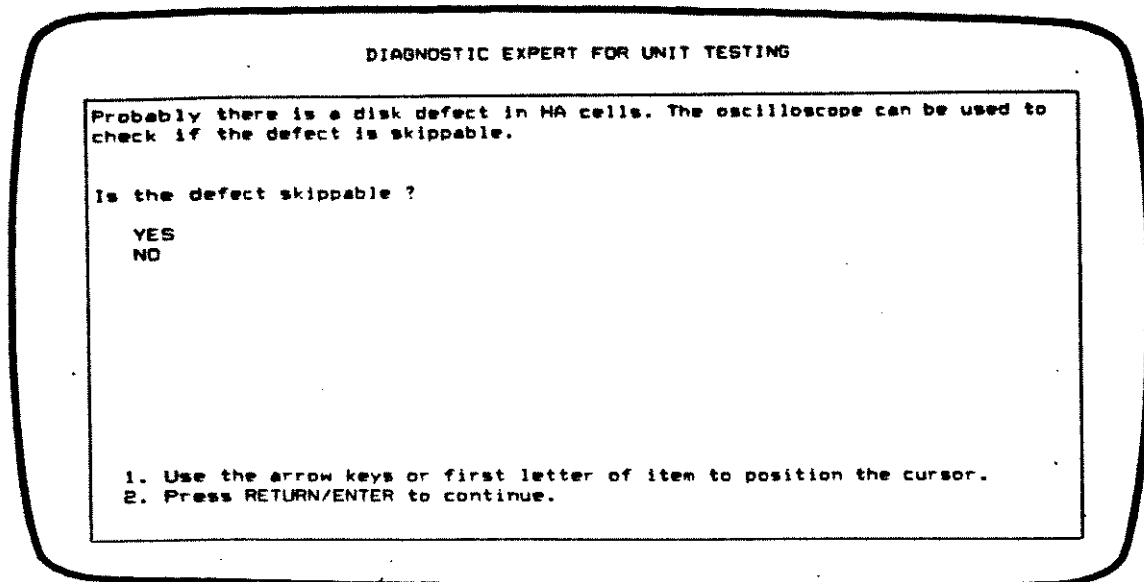 DIAGNOSTIC EXPERT FOR UNIT TESTING
Probably there is a disk defect in HA cells. The oscilloscope can be used to
check if the defect is skippable.
Is the defect skippable ?
YES
NO
1. Use the arrow keys or first letter of item to position the cursor.
2. Press RETURN/ENTER to continue.